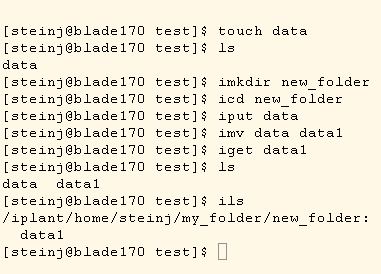 [steinj@blade170 test]$ touch data
[steinj@blade170 test]$ ls
data
[steinj@blade170 test]$ imkdir new_folder
[steinj@blade170 test]$ icd new_folder
[steinj@blade170 test]$ iput data
[steinj@blade170 test]$ imv data data1
[steinj@blade170 test]$ iget data1
[steinj@blade170 test]$ ls
data  data1
[steinj@blade170 test]$ ils
/iplant/home/steinj/my_folder/new_folder:
  data1
[steinj@blade170 test]$